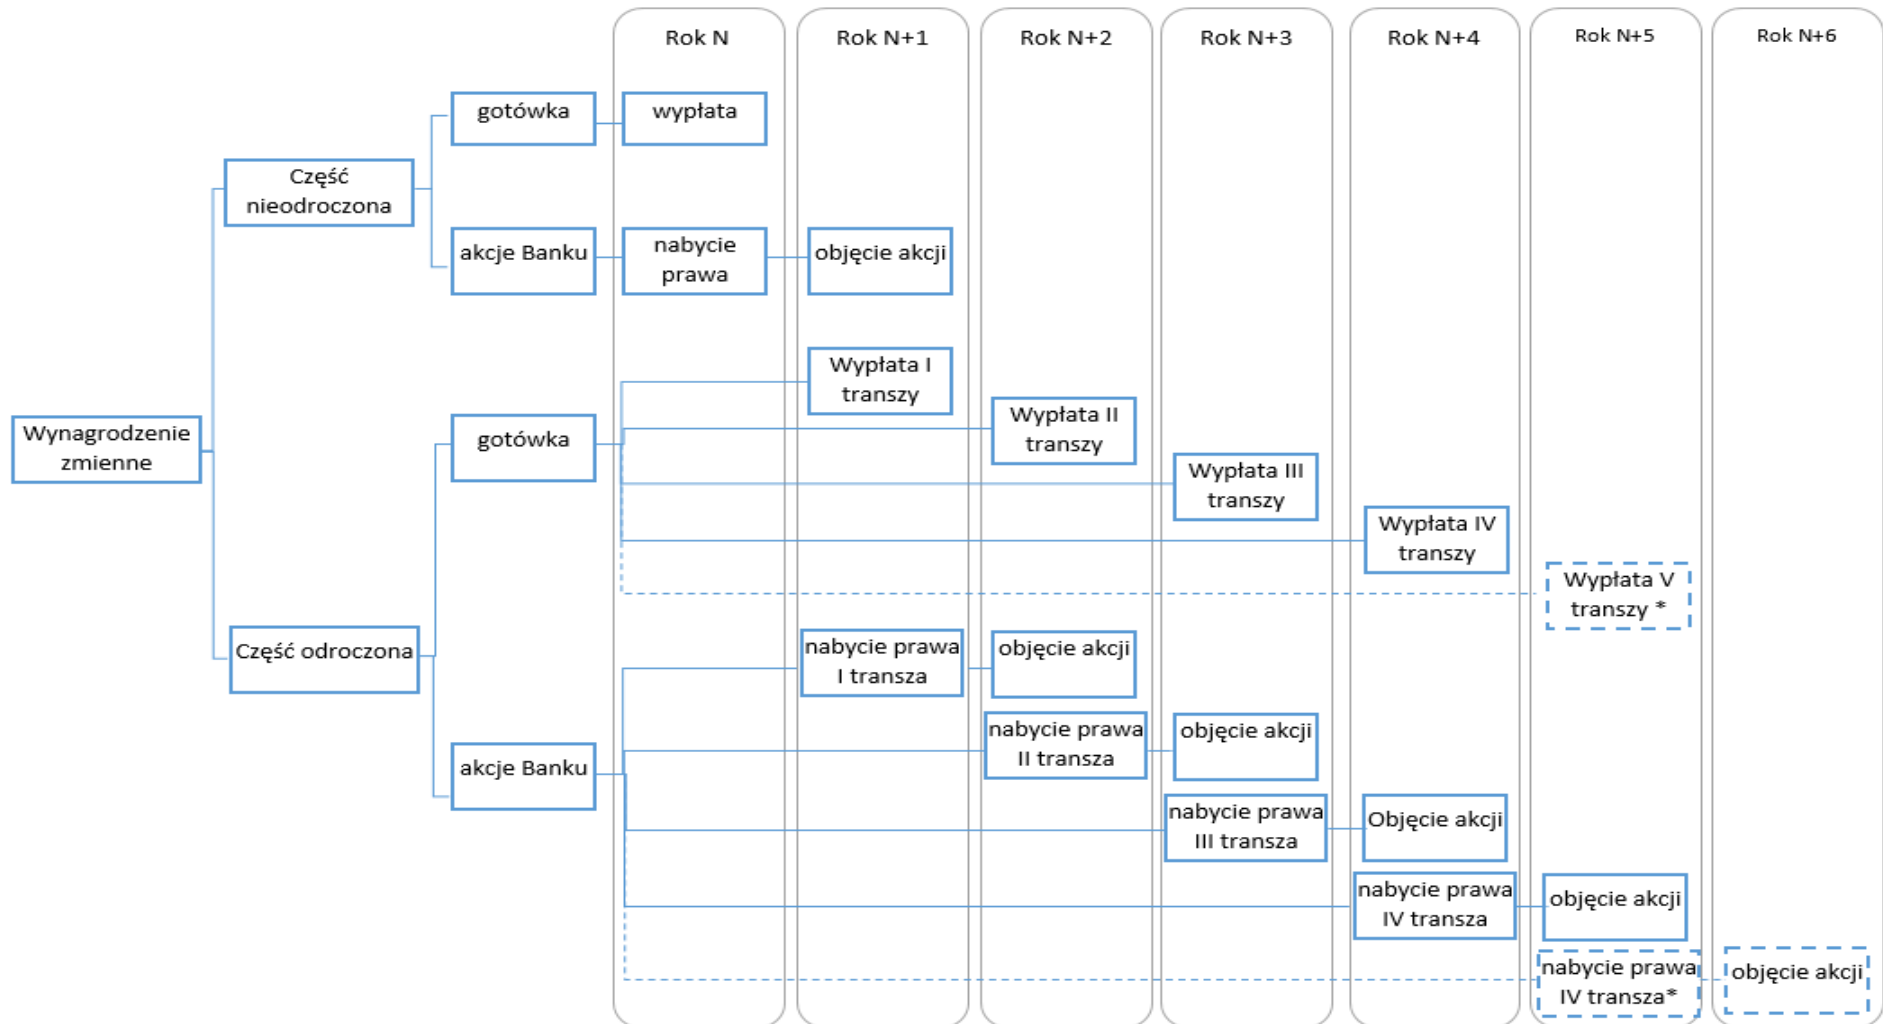 Rok N
Rok N+1
Rok N+2
Rok N+3
Rok N+4
Rok N+5
Rok N+6
gotówka
wypłata
Część
nieodroczona
akcje Banku
nabycie
prawa
objęcie akcji
Wynagrodzenie
zmienne
gotówka
Wypłata I
transzy
Wypłata II
transzy
Wypłata III
transzy
Wypłata IV
transzy
Wypłata V
transzy *
Część odroczona
akcje Banku
nabycie prawa
I transza
objęcie akcji
nabycie prawa
II transza
objęcie akcji
nabycie prawa
III transza
Objęcie akcji
nabycie prawa
IV transza
objęcie akcji
nabycie prawa
IV transza*
objęcie akcji